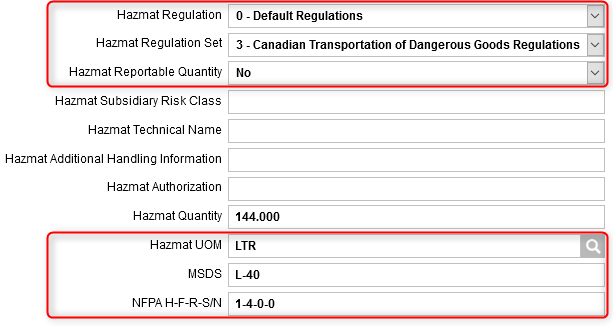 Hazmat Regulation 0 - Default Regulations
Hazmat Regulation Set 3 - Canadian Transportation of Dangerous Goods Regulations
Hazmat Reportable Quantity No
Hazmat Subsidiary Risk Class
Hazmat Technical Name
Hazmat Additional Handling Information
Hazmat Authorization
Hazmat Quantity 144.000
Hazmat UOM LTR
MSDS L-40
NFPA H-F-R-S/N 1-4-0-0